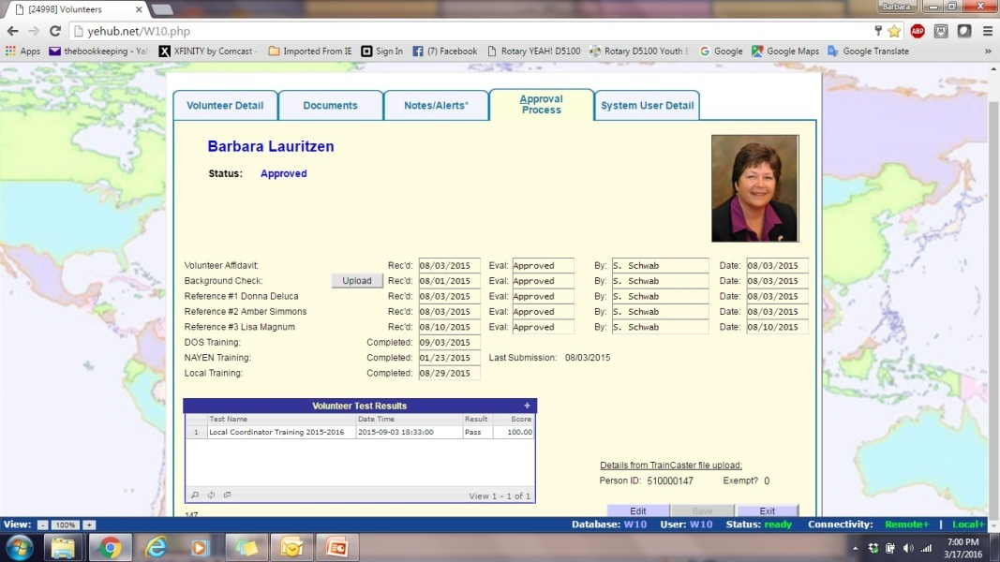 [24998] Volunteers
Barbara
yehub.net/W10.php
ABP
Apps thebookkeeping - Ya XFINITY by Comcast - Imported From IE Sign In (7) Facebook Rotary YEAH! D5100 Rotary D5100 Youth E Google Google Maps Google Translate »
Volunteer Detail Documents Notes/Alerts* Approval Process System User Detail
Barbara Lauritzen
Status: Approved
Volunteer Affidavit: Rec'd: 08/03/2015 Eval: Approved By: S. Schwab Date: 08/03/2015
Background Check: Upload Rec'd: 08/01/2015 Eval: Approved By: S. Schwab Date: 08/03/2015
Reference #1 Donna Deluca Rec'd: 08/03/2015 Eval: Approved By: S. Schwab Date: 08/03/2015
Reference #2 Amber Simmons Rec'd: 08/03/2015 Eval: Approved By: S. Schwab Date: 08/03/2015
Reference #3 Lisa Magnum Rec'd: 08/10/2015 Eval: Approved By: S. Schwab Date: 08/10/2015
DOS Training: Completed: 09/03/2015
NAYEN Training: Completed: 01/23/2015 Last Submission: 08/03/2015
Local Training: Completed: 08/29/2015
Volunteer Test Results +
Test Name Date Time Result Score
1 Local Coordinator Training 2015-2016 2015-09-03 18:33:00 Pass 100.00
View 1 - 1 of 1
Details from TrainCaster file upload:
Person ID: 510000147 Exempt? 0
147
Edit Save Exit
View: - 100% + Database: W10 User: W10 Status: ready Connectivity: Remote+ | Local+
7:00 PM
3/17/2016